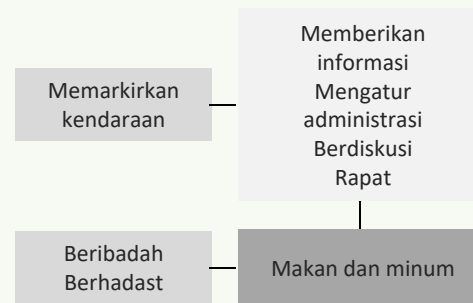 Memarkirkan
kendaraan
Memberikan
informasi
Mengatur
administrasi
Berdiskusi
Rapat
Beribadah
Berhadast
Makan dan minum